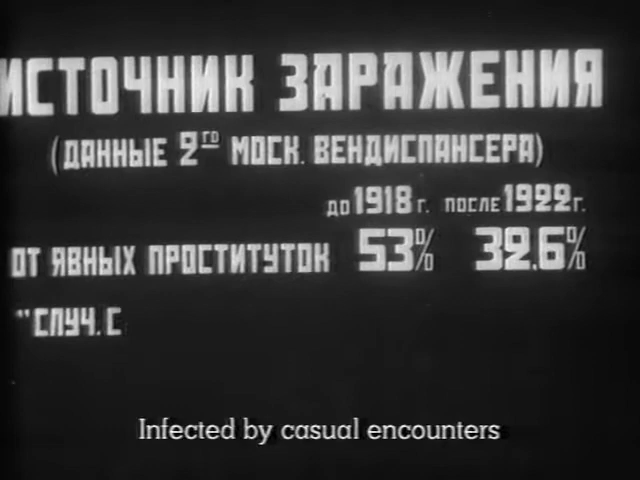 ИСТОЧНИК ЗАРАЖЕНИЯ
(ДАННЫЕ 2ГО МОСК. ВЕНДИСПАНСЕРА)
ДО 1918 Г. ПОСЛЕ 1922 Г.
ОТ ЯВНЫХ ПРОСТИТУТОК 53% 32.6%
" СЛУЧ. С
Infected by casual encounters